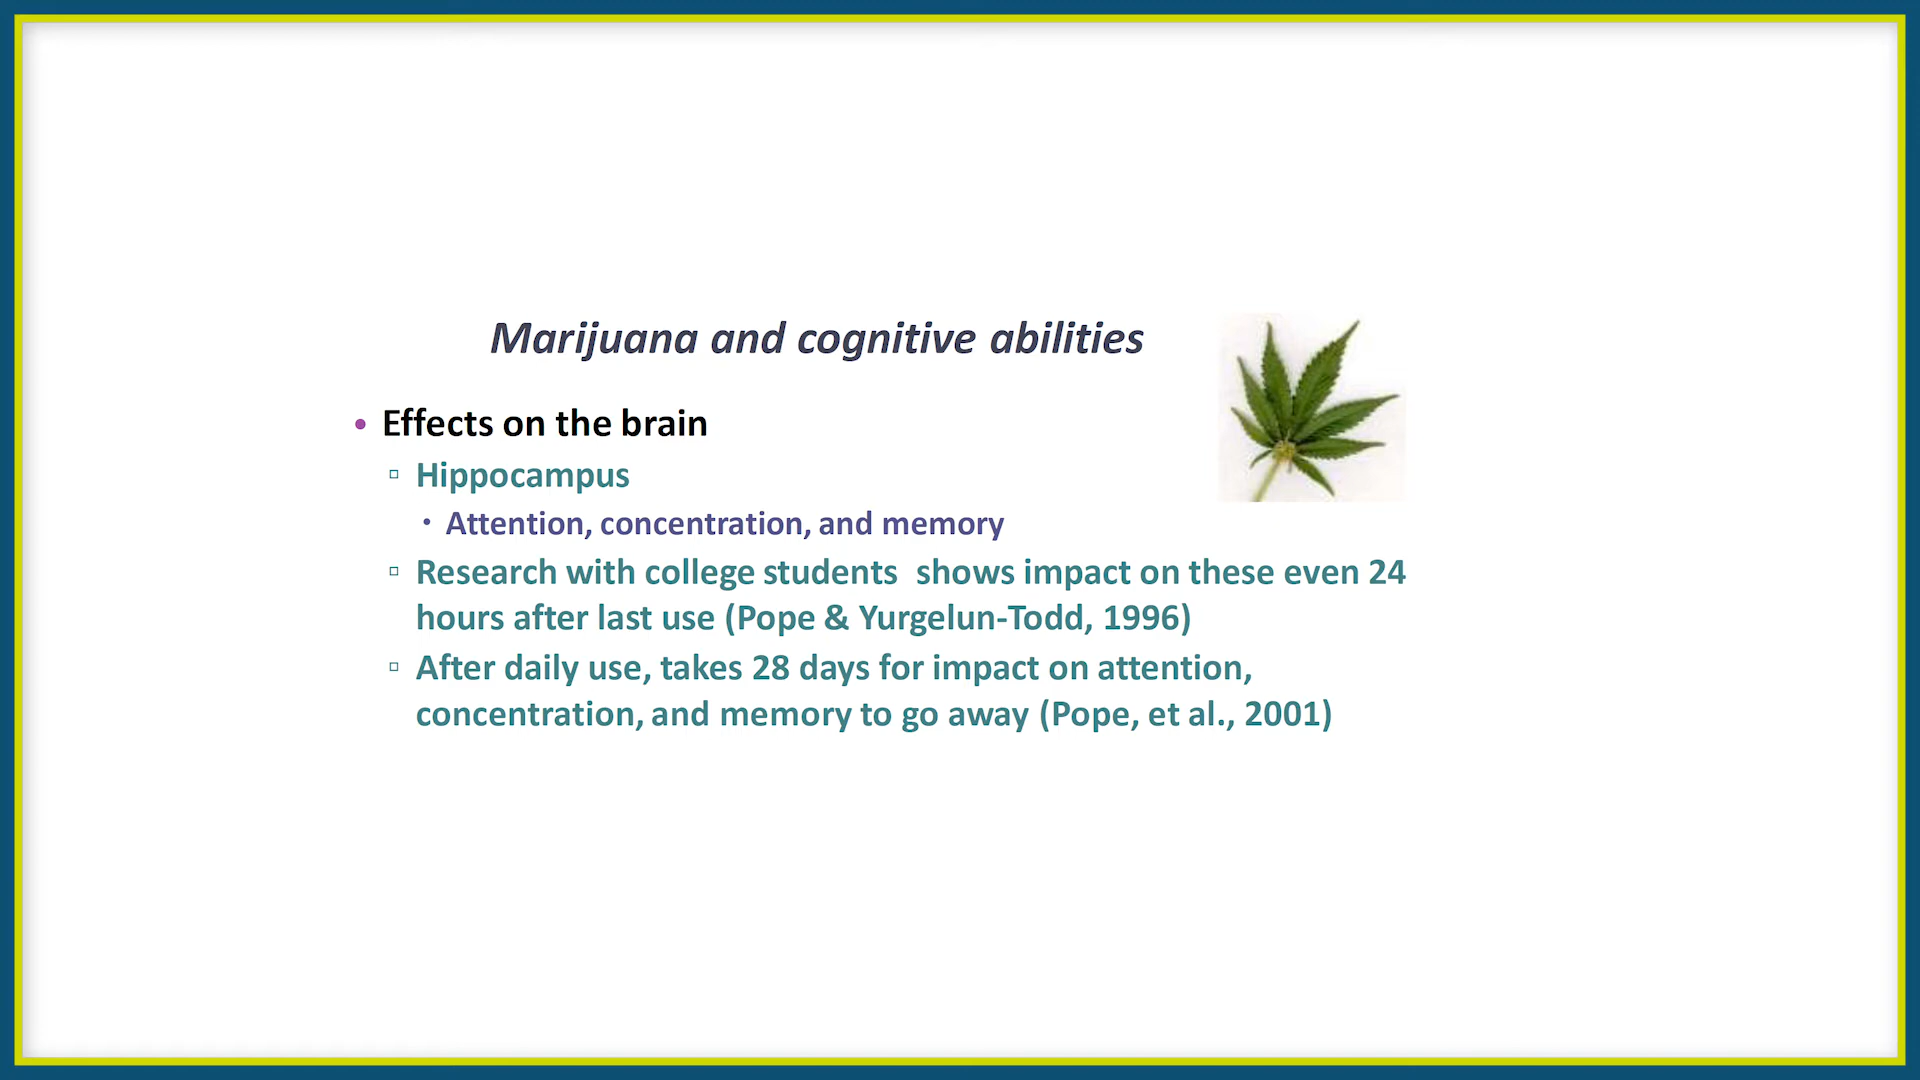 Marijuana and cognitive abilities
• Effects on the brain
▫ Hippocampus
• Attention, concentration, and memory
▫ Research with college students  shows impact on these even 24
hours after last use (Pope & Yurgelun-Todd, 1996)
▫ After daily use, takes 28 days for impact on attention,
concentration, and memory to go away (Pope, et al., 2001)